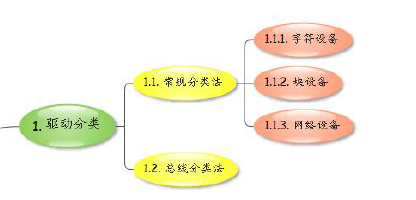 1. 驱动分类
1.1. 常规分类法
1.1.1. 字符设备
1.1.2. 块设备
1.1.3. 网络设备
1.2. 总线分类法